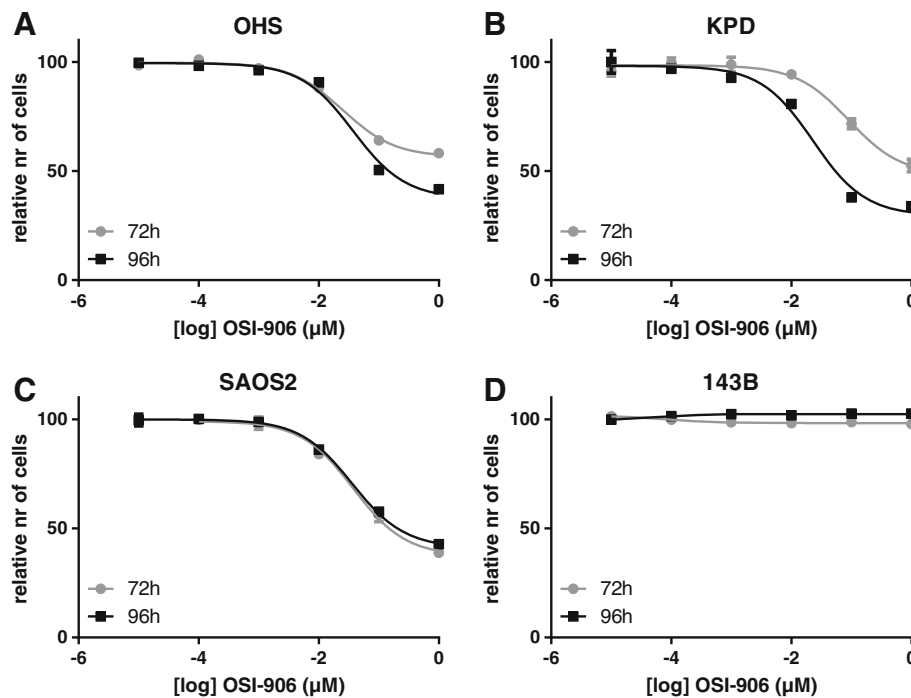 A
OHS
relative nr of cells
100
50
0
72h
96h
-6
-4
-2
0
[log] OSI-906 (µM)
B
KPD
relative nr of cells
100
50
0
72h
96h
-6
-4
-2
0
[log] OSI-906 (µM)
C
SAOS2
relative nr of cells
100
50
0
72h
96h
-6
-4
-2
0
[log] OSI-906 (µM)
D
143B
relative nr of cells
100
50
0
72h
96h
-6
-4
-2
0
[log] OSI-906 (µM)